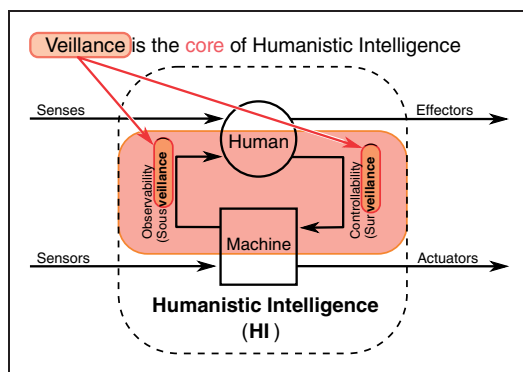 Veillance is the core of Humanistic Intelligence
Senses
Effectors
Human
Observability
(Sousveillance)
Controllability
(Surveillance)
Machine
Sensors
Actuators
Humanistic Intelligence
(HI)